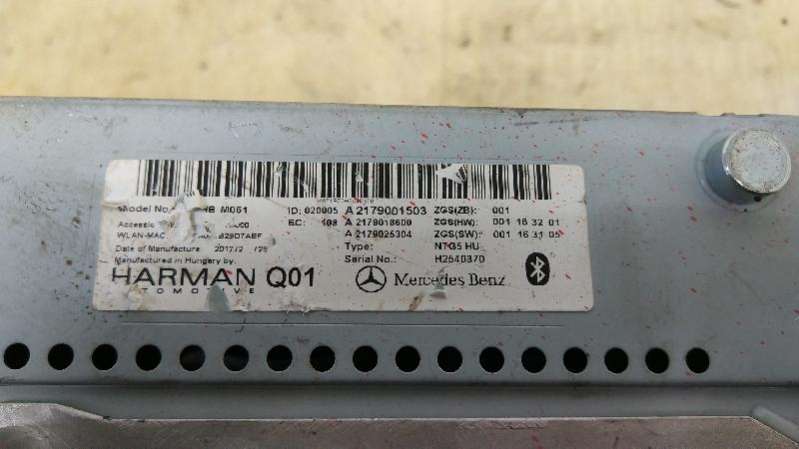 Model No M051 ID: 020005 A 2179001503 ZGS(ZB): 001
EC: A 2179018600 ZGS(HW): 001 16 32 01
WLAN-MAC A 2179025304 ZGS(SW): 001 16 31 05
Date of Manufacture Type: NTG5 HU
Manufactured in Hungary by: Serial No.: H2540370
HARMAN Q01 Mercedes Benz